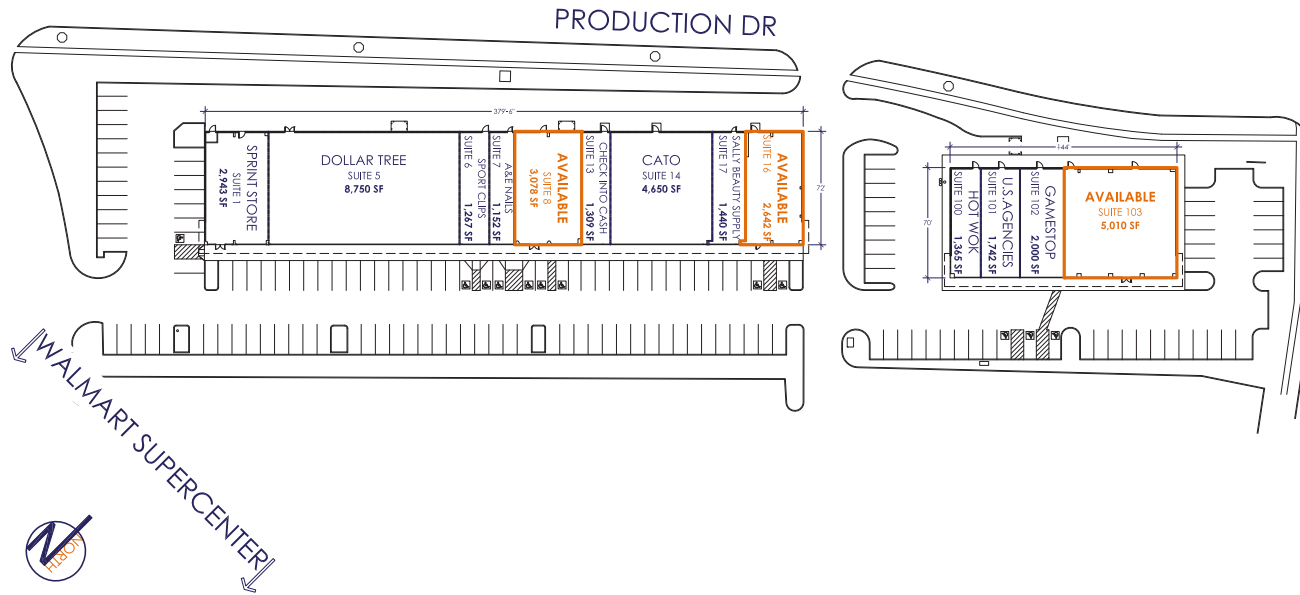 PRODUCTION DR
379'-6"
SPRINT STORE
SUITE 1
2,943 SF
DOLLAR TREE
SUITE 5
8,750 SF
SUITE 6
SPORT CLIPS
1,267 SF
SUITE 7
A&E NAILS
1,152 SF
AVAILABLE
SUITE 8
3,078 SF
CHECK INTO CASH
SUITE 13
1,309 SF
CATO
SUITE 14
4,650 SF
SALLY BEAUTY SUPPLY
SUITE 17
1,440 SF
AVAILABLE
SUITE 16
2,642 SF
72'
144'
70'
SUITE 100
HOT WOK
1,365 SF
U.S.AGENCIES
SUITE 101
1,742 SF
GAMESTOP
SUITE 102
2,000 SF
AVAILABLE
SUITE 103
5,010 SF
WALMART SUPERCENTER
N
NORTH